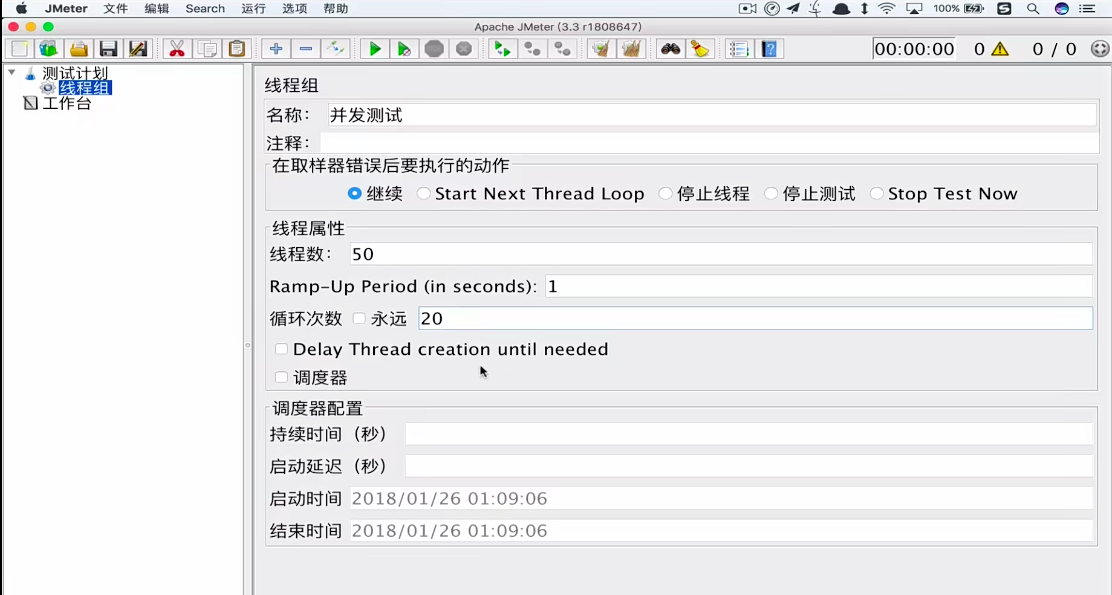 JMeter 文件 编辑 Search 运行 选项 帮助 100%
Apache JMeter (3.3 r1808647)
00:00:00 0 0 / 0
测试计划
线程组
工作台
线程组
名称: 并发测试
注释:
在取样器错误后要执行的动作
继续 Start Next Thread Loop 停止线程 停止测试 Stop Test Now
线程属性
线程数: 50
Ramp-Up Period (in seconds): 1
循环次数 永远 20
Delay Thread creation until needed
调度器
调度器配置
持续时间（秒）
启动延迟（秒）
启动时间 2018/01/26 01:09:06
结束时间 2018/01/26 01:09:06